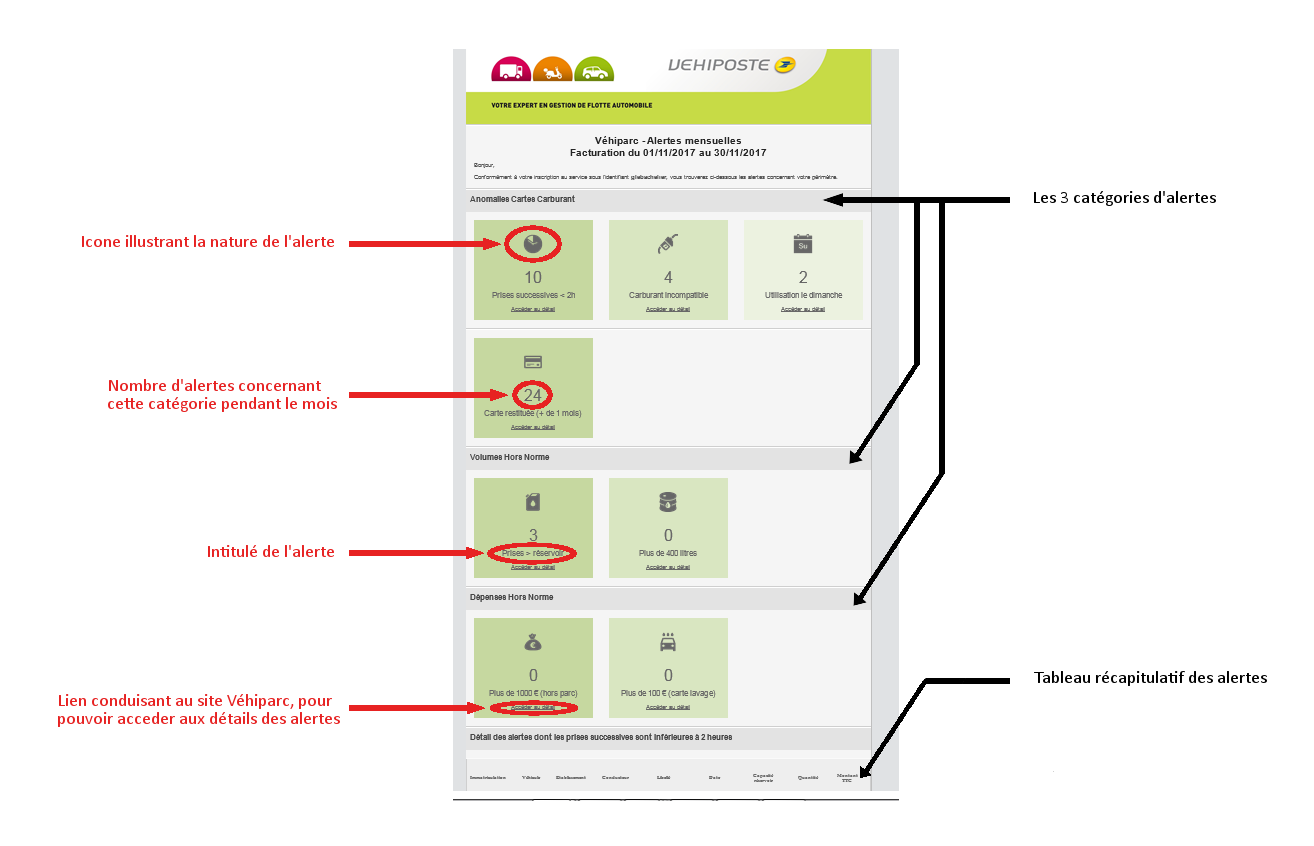 VEHIPOSTE
VOTRE EXPERT EN GESTION DE FLOTTE AUTOMOBILE
Véhiparc - Alertes mensuelles
Facturation du 01/11/2017 au 30/11/2017
Bonjour,
Conformément à votre inscription au service sous l'identifiant, vous trouverez ci-dessous les alertes concernant votre périmètre.
Anomalies Cartes Carburant
Les 3 catégories d'alertes
Icone illustrant la nature de l'alerte
Su
10
4
2
Prises successives < 2h
Carburant incompatible
Utilisation le dimanche
Accéder au détail
Accéder au détail
Accéder au détail
Nombre d'alertes concernant
cette catégorie pendant le mois
24
Carte restituée (+ de 1 mois)
Accéder au détail
Volumes Hors Norme
Intitulé de l'alerte
3
0
Prises > réservoir
Plus de 400 litres
Accéder au détail
Accéder au détail
Dépenses Hors Norme
€
0
0
Plus de 1000 € (hors parc)
Plus de 100 € (carte lavage)
Accéder au détail
Accéder au détail
Lien conduisant au site Véhiparc, pour
pouvoir acceder aux détails des alertes
Tableau récapitulatif des alertes
Détail des alertes dont les prises successives sont inférieures à 2 heures
Immatriculation Véhicule Etablissement Conducteur Libellé Date Capacité réservoir Quantité Montant TTC